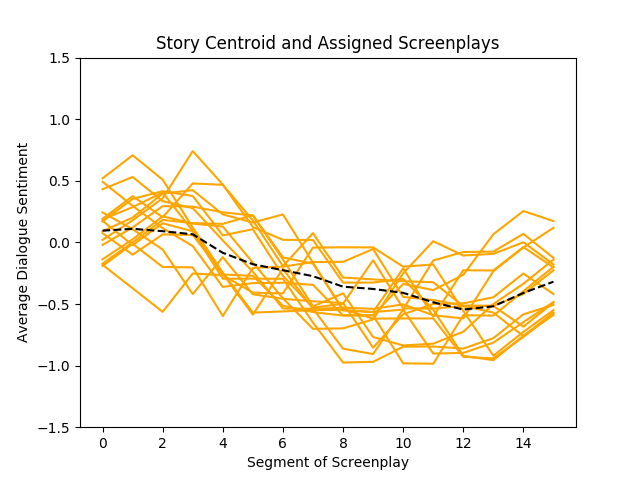 Story Centroid and Assigned Screenplays
1.5
1.0
0.5
0.0
−0.5
−1.0
−1.5
Average Dialogue Sentiment
0 2 4 6 8 10 12 14
Segment of Screenplay